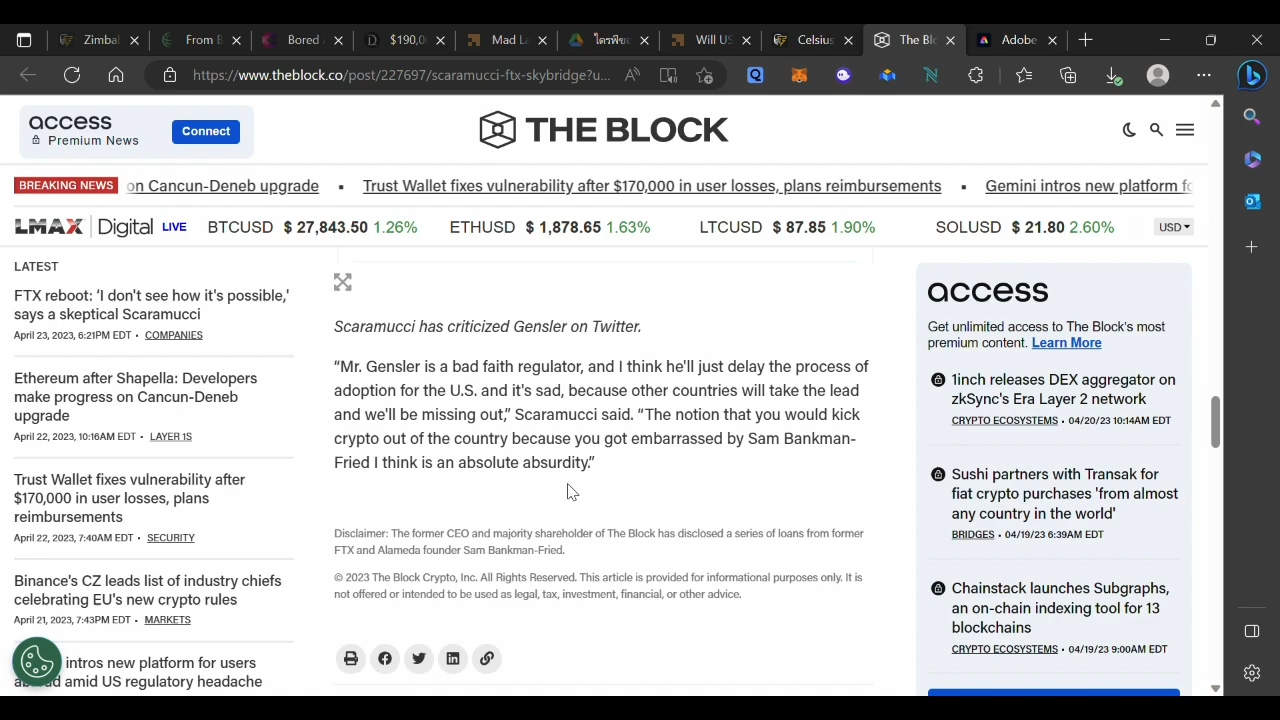 Zimbal
From B
Bored
$190,0
Mad La
ใครพีข
Will US
Celsius
The Blo
Adobe
https://www.theblock.co/post/227697/scaramucci-ftx-skybridge?u...
access
Premium News
Connect
THE BLOCK
BREAKING NEWS
on Cancun-Deneb upgrade ▪ Trust Wallet fixes vulnerability after $170,000 in user losses, plans reimbursements ▪ Gemini intros new platform fo
LMAX Digital LIVE BTCUSD $ 27,843.50 1.26% ETHUSD $ 1,878.65 1.63% LTCUSD $ 87.85 1.90% SOLUSD $ 21.80 2.60% USD
LATEST
FTX reboot: 'I don't see how it's possible,'
says a skeptical Scaramucci
April 23, 2023, 6:21PM EDT • COMPANIES
Ethereum after Shapella: Developers
make progress on Cancun-Deneb
upgrade
April 22, 2023, 10:16AM EDT • LAYER 1S
Trust Wallet fixes vulnerability after
$170,000 in user losses, plans
reimbursements
April 22, 2023, 7:40AM EDT • SECURITY
Binance's CZ leads list of industry chiefs
celebrating EU's new crypto rules
April 21, 2023, 7:43PM EDT • MARKETS
intros new platform for users
amid US regulatory headache
Scaramucci has criticized Gensler on Twitter.
“Mr. Gensler is a bad faith regulator, and I think he'll just delay the process of
adoption for the U.S. and it's sad, because other countries will take the lead
and we'll be missing out,” Scaramucci said. “The notion that you would kick
crypto out of the country because you got embarrassed by Sam Bankman-
Fried I think is an absolute absurdity.”
Disclaimer: The former CEO and majority shareholder of The Block has disclosed a series of loans from former
FTX and Alameda founder Sam Bankman-Fried.
© 2023 The Block Crypto, Inc. All Rights Reserved. This article is provided for informational purposes only. It is
not offered or intended to be used as legal, tax, investment, financial, or other advice.
access
Get unlimited access to The Block's most
premium content. Learn More
1inch releases DEX aggregator on
zkSync's Era Layer 2 network
CRYPTO ECOSYSTEMS • 04/20/23 10:14AM EDT
Sushi partners with Transak for
fiat crypto purchases 'from almost
any country in the world'
BRIDGES • 04/19/23 6:39AM EDT
Chainstack launches Subgraphs,
an on-chain indexing tool for 13
blockchains
CRYPTO ECOSYSTEMS • 04/19/23 9:00AM EDT